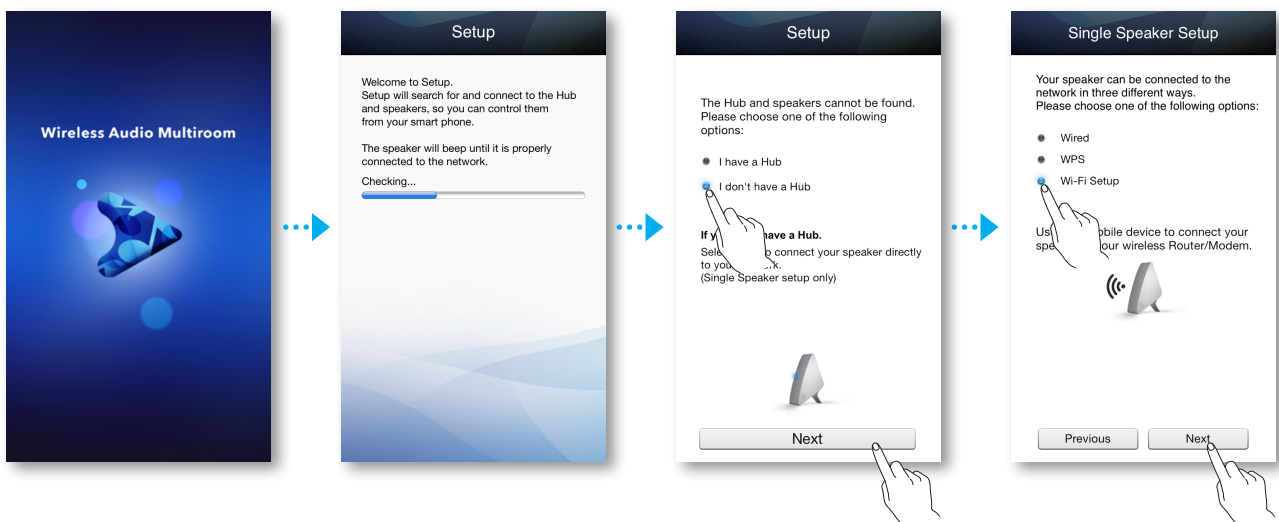 Wireless Audio Multiroom
Setup
Welcome to Setup.
Setup will search for and connect to the Hub
and speakers, so you can control them
from your smart phone.
The speaker will beep until it is properly
connected to the network.
Checking...
Setup
The Hub and speakers cannot be found.
Please choose one of the following
options:
I have a Hub
I don't have a Hub
If have a Hub.
connect your speaker directly
to
(Single Speaker setup only)
Next
Single Speaker Setup
Your speaker can be connected to the
network in three different ways.
Please choose one of the following options:
Wired
WPS
Wi-Fi Setup
device to connect your
wireless Router/Modem.
Previous
Next